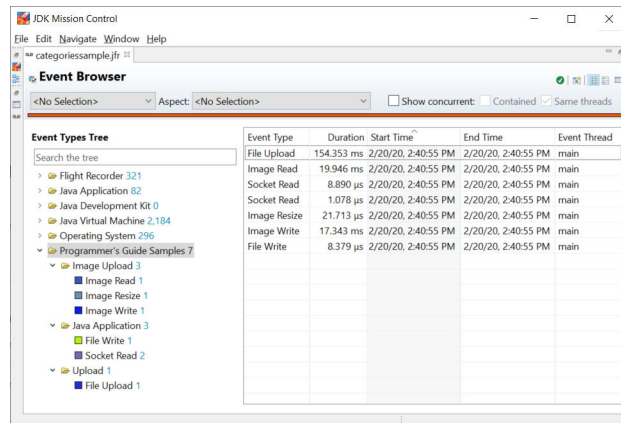 JDK Mission Control
File Edit Navigate Window Help
categoriessample.jfr
Event Browser
<No Selection> Aspect: <No Selection> Show concurrent: Contained Same threads
Event Types Tree
Search the tree
Flight Recorder 321
Java Application 82
Java Development Kit 0
Java Virtual Machine 2,184
Operating System 296
Programmer's Guide Samples 7
Image Upload 3
Image Read 1
Image Resize 1
Image Write 1
Java Application 3
File Write 1
Socket Read 2
Upload 1
File Upload 1
Event Type Duration Start Time End Time Event Thread
File Upload 154.353 ms 2/20/20, 2:40:55 PM 2/20/20, 2:40:55 PM main
Image Read 19.946 ms 2/20/20, 2:40:55 PM 2/20/20, 2:40:55 PM main
Socket Read 8.890 µs 2/20/20, 2:40:55 PM 2/20/20, 2:40:55 PM main
Socket Read 1.078 µs 2/20/20, 2:40:55 PM 2/20/20, 2:40:55 PM main
Image Resize 21.713 µs 2/20/20, 2:40:55 PM 2/20/20, 2:40:55 PM main
Image Write 17.343 ms 2/20/20, 2:40:55 PM 2/20/20, 2:40:55 PM main
File Write 8.379 µs 2/20/20, 2:40:55 PM 2/20/20, 2:40:55 PM main